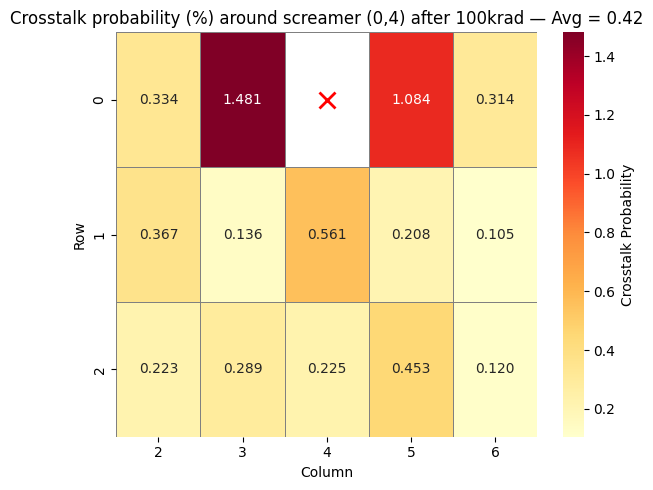 Crosstalk probability (%) around screamer (0,4) after 100krad — Avg = 0.42
0.334 1.481 1.084 0.314
0.367 0.136 0.561 0.208 0.105
0.223 0.289 0.225 0.453 0.120
0
1
2
Row
2 3 4 5 6
Column
1.4
1.2
1.0
0.8
0.6
0.4
0.2
Crosstalk Probability